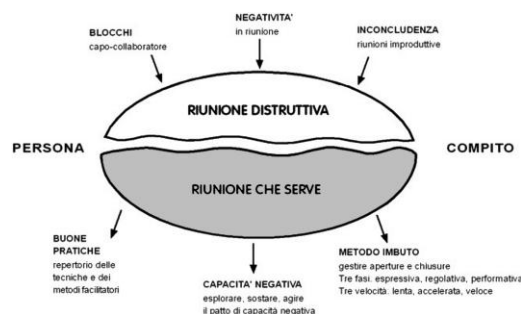 NEGATIVITA'
in riunione
BLOCCHI
capo-collaboratore
INCONCLUDENZA
riunioni improduttive
RIUNIONE DISTRUTTIVA
PERSONA
COMPITO
RIUNIONE CHE SERVE
BUONE
PRATICHE
repertorio delle
tecniche e dei
metodi facilitatori
CAPACITA' NEGATIVA
esplorare, sostare, agire
il patto di capacità negativa
METODO IMBUTO
gestire aperture e chiusure
Tre fasi: espressiva, regolativa, performativa
Tre velocità: lenta, accelerata, veloce